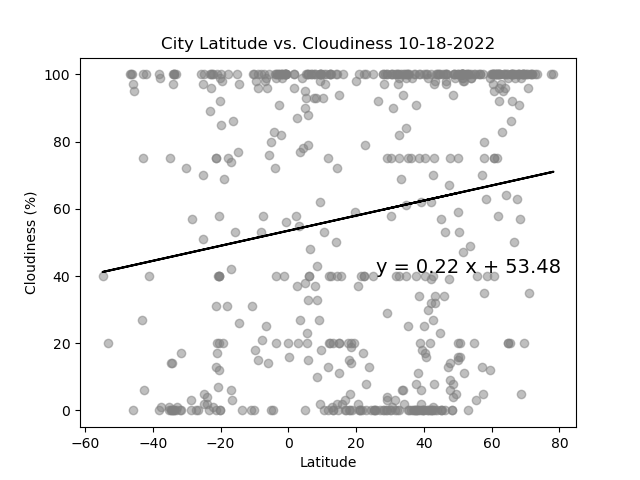 City Latitude vs. Cloudiness 10-18-2022
Cloudiness (%)
100
80
60
40
20
0
y = 0.22 x + 53.48
−60 −40 −20 0 20 40 60 80
Latitude